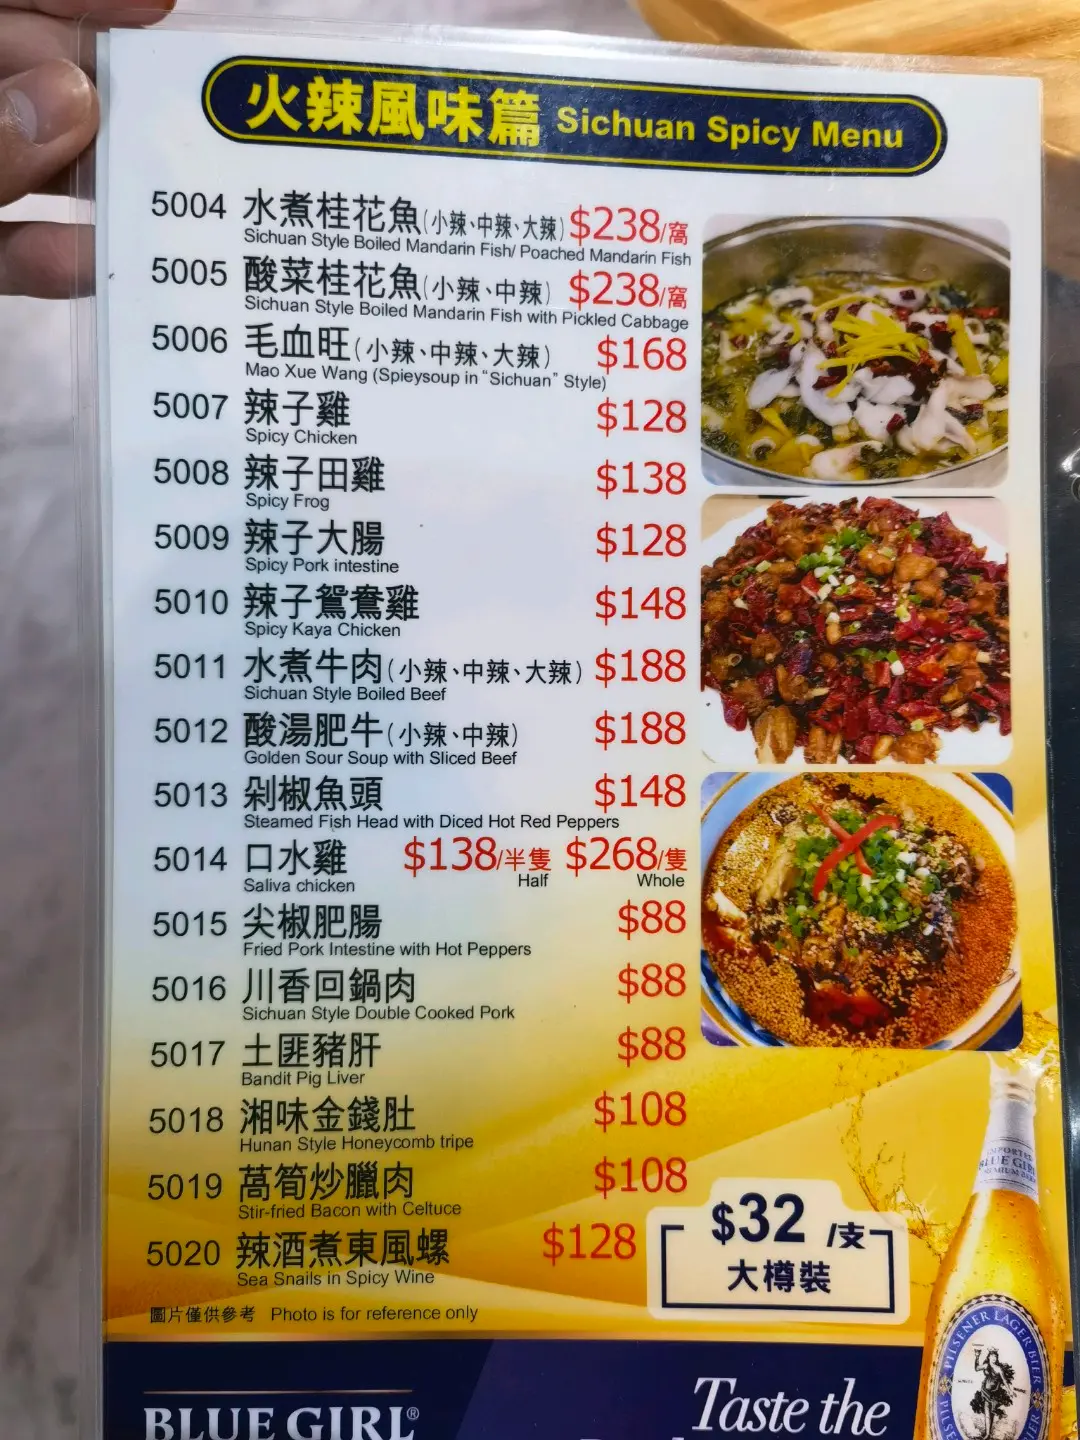 火辣風味篇 Sichuan Spicy Menu
5004 水煮桂花魚(小辣、中辣、大辣) $238/窩
Sichuan Style Boiled Mandarin Fish/ Poached Mandarin Fish
5005 酸菜桂花魚(小辣、中辣) $238/窩
Sichuan Style Boiled Mandarin Fish with Pickled Cabbage
5006 毛血旺(小辣、中辣、大辣) $168
Mao Xue Wang (Spieysoup in "Sichuan" Style)
5007 辣子雞 $128
Spicy Chicken
5008 辣子田雞 $138
Spicy Frog
5009 辣子大腸 $128
Spicy Pork intestine
5010 辣子鴛鴦雞 $148
Spicy Kaya Chicken
5011 水煮牛肉(小辣、中辣、大辣) $188
Sichuan Style Boiled Beef
5012 酸湯肥牛(小辣、中辣) $188
Golden Sour Soup with Sliced Beef
5013 剁椒魚頭 $148
Steamed Fish Head with Diced Hot Red Peppers
5014 口水雞 $138/半隻 $268/隻
Saliva chicken Half Whole
5015 尖椒肥腸 $88
Fried Pork Intestine with Hot Peppers
5016 川香回鍋肉 $88
Sichuan Style Double Cooked Pork
5017 土匪豬肝 $88
Bandit Pig Liver
5018 湘味金錢肚 $108
Hunan Style Honeycomb tripe
5019 萵筍炒臘肉 $108
Stir-fried Bacon with Celtuce
5020 辣酒煮東風螺 $128
Sea Snails in Spicy Wine
圖片僅供參考 Photo is for reference only
$32/支
大樽裝
IMPORTED
BLUE GIRL
PREMIUM BEER
PILSENER LAGER BIER
BLUE GIRL®
Taste the